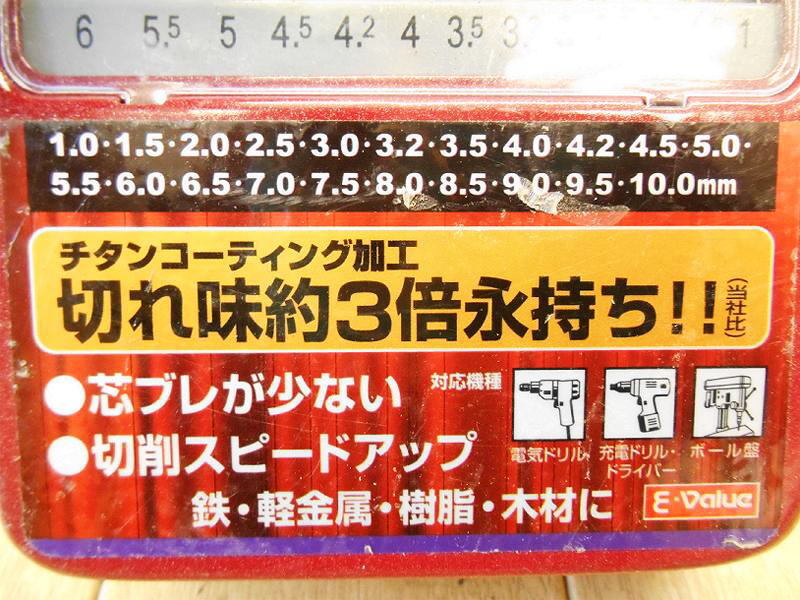 6 5.5 5 4.5 4.2 4 3.5 3. 1
1.0·1.5·2.0·2.5·3.0·3.2·3.5·4.0·4.2·4.5·5.0·
5.5·6.0·6.5·7.0·7.5·8.0·8.5·9.0·9.5·10.0mm
チタンコーティング加工
切れ味約3倍永持ち!!(当社比)
●芯ブレが少ない
対応機種
●切削スピードアップ
電気ドリル 充電ドリル・ ボール盤
ドライバー
鉄・軽金属・樹脂・木材に
E·Value